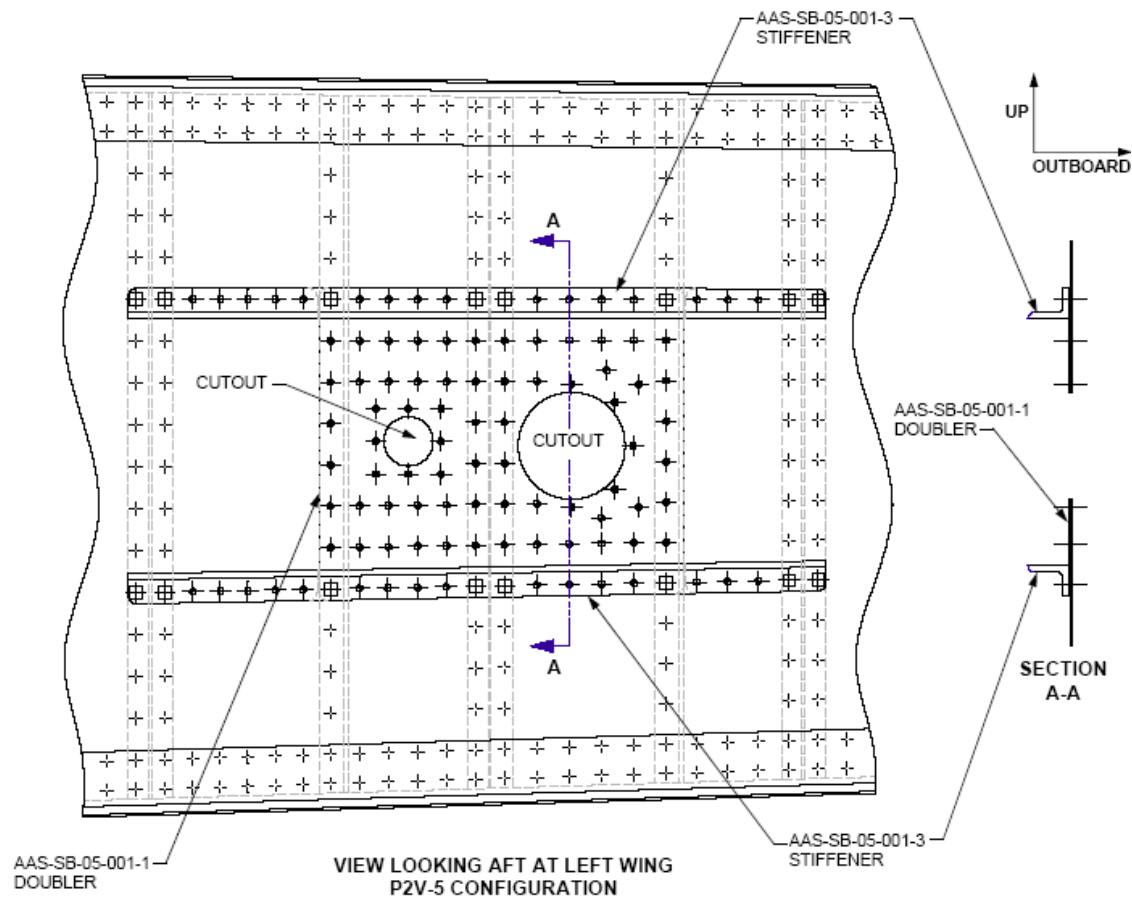 AAS-SB-05-001-3
STIFFENER
UP
OUTBOARD
A
CUTOUT
CUTOUT
AAS-SB-05-001-1
DOUBLER
A
SECTION
A-A
AAS-SB-05-001-1
DOUBLER
VIEW LOOKING AFT AT LEFT WING
P2V-5 CONFIGURATION
AAS-SB-05-001-3
STIFFENER